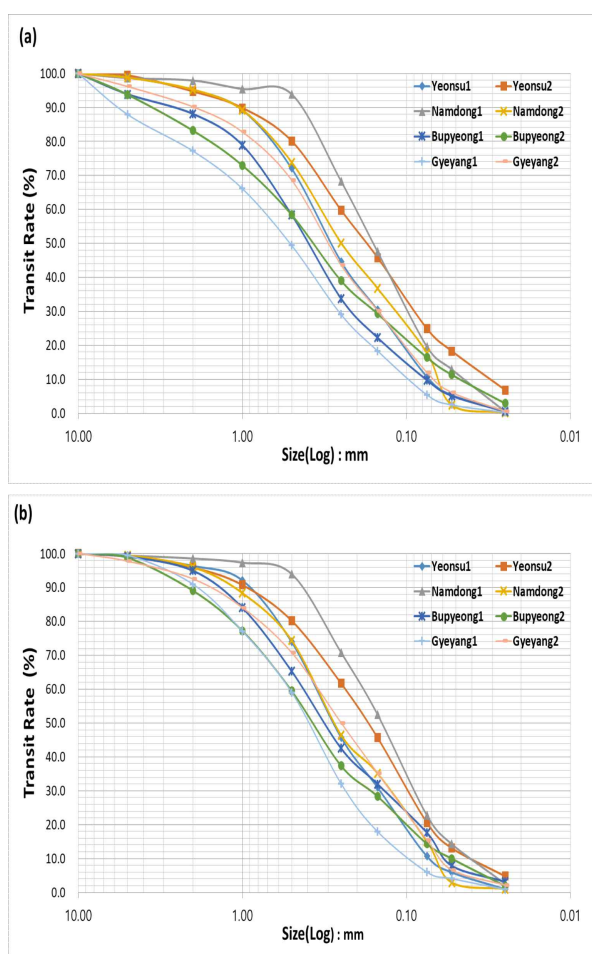 (a)
100.0
90.0
80.0
70.0
60.0
50.0
40.0
30.0
20.0
10.0
0.0
Transit Rate (%)
Yeonsu1 Yeonsu2
Namdong1 Namdong2
Bupyeong1 Bupyeong2
Gyeyang1 Gyeyang2
10.00 1.00 0.10 0.01
Size(Log) : mm
(b)
100.0
90.0
80.0
70.0
60.0
50.0
40.0
30.0
20.0
10.0
0.0
Transit Rate (%)
Yeonsu1 Yeonsu2
Namdong1 Namdong2
Bupyeong1 Bupyeong2
Gyeyang1 Gyeyang2
10.00 1.00 0.10 0.01
Size(Log) : mm